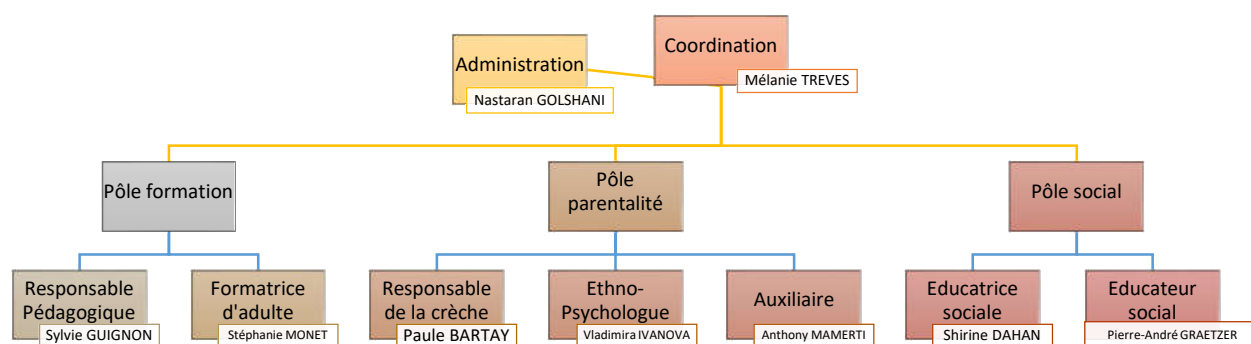 Coordination
Mélanie TREVES
Administration
Nastaran GOLSHANI
Pôle formation
Pôle
parentalité
Pôle social
Responsable
Pédagogique
Sylvie GUIGNON
Formatrice
d'adulte
Stéphanie MONET
Responsable
de la crèche
Paule BARTAY
Ethno-
Psychologue
Vladimira IVANOVA
Auxiliaire
Anthony MAMERTI
Educatrice
sociale
Shirine DAHAN
Educateur
social
Pierre-André GRAETZER